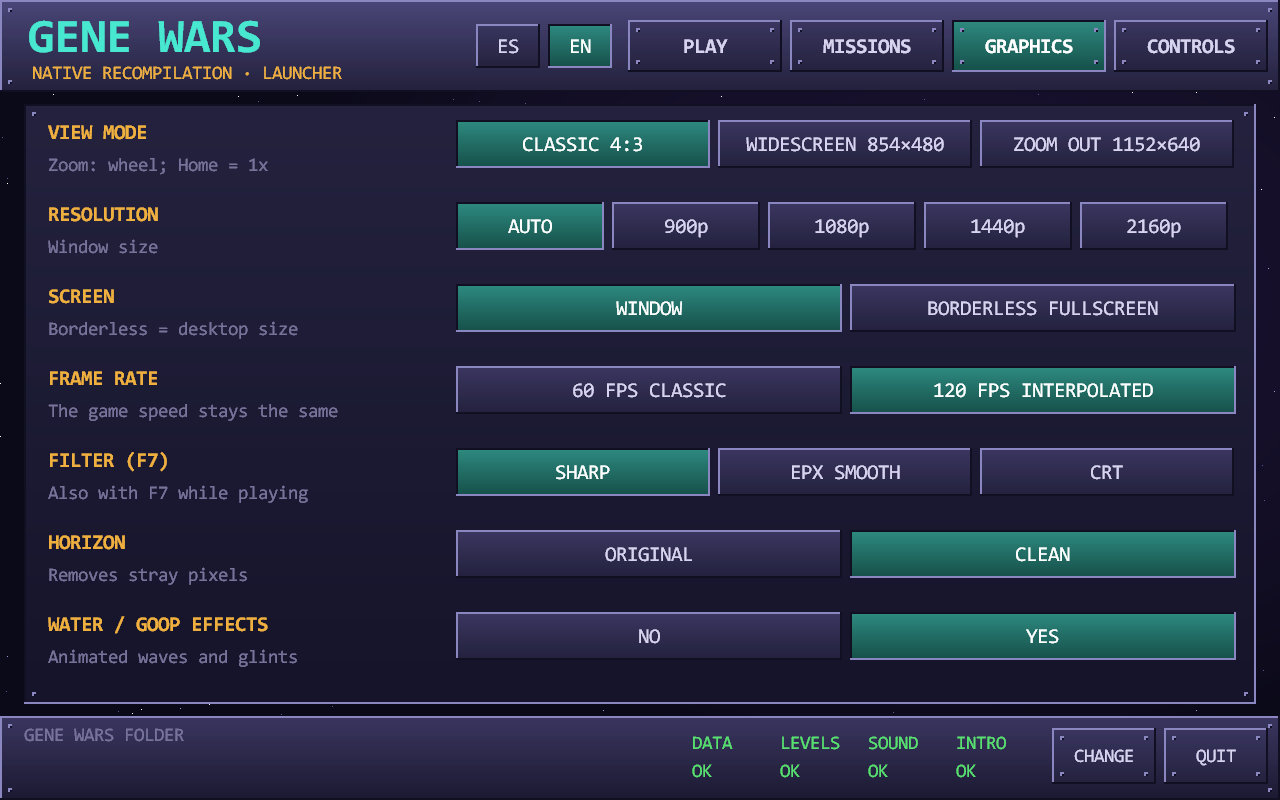 GENE WARS
NATIVE RECOMPILATION · LAUNCHER
ES
EN
PLAY
MISSIONS
GRAPHICS
CONTROLS
VIEW MODE
Zoom: wheel; Home = 1x
CLASSIC 4:3
WIDESCREEN 854×480
ZOOM OUT 1152×640
RESOLUTION
Window size
AUTO
900p
1080p
1440p
2160p
SCREEN
Borderless = desktop size
WINDOW
BORDERLESS FULLSCREEN
FRAME RATE
The game speed stays the same
60 FPS CLASSIC
120 FPS INTERPOLATED
FILTER (F7)
Also with F7 while playing
SHARP
EPX SMOOTH
CRT
HORIZON
Removes stray pixels
ORIGINAL
CLEAN
WATER / GOOP EFFECTS
Animated waves and glints
NO
YES
GENE WARS FOLDER
DATA
OK
LEVELS
OK
SOUND
OK
INTRO
OK
CHANGE
QUIT